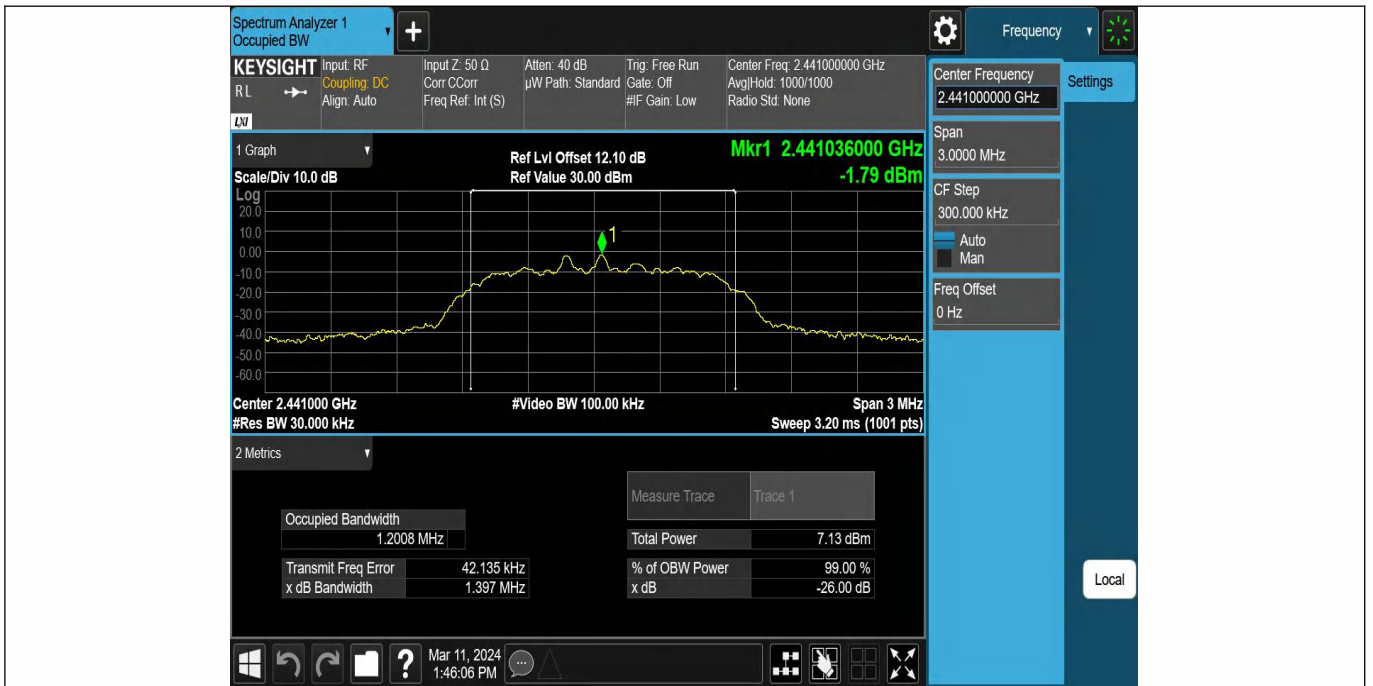 Spectrum Analyzer 1
Occupied BW
+
Frequency
KEYSIGHT
RL
LXI
Input: RF
Coupling: DC
Align: Auto
Input Z: 50 Ω
Corr CCorr
Freq Ref: Int (S)
Atten: 40 dB
µW Path: Standard
Trig: Free Run
Gate: Off
#IF Gain: Low
Center Freq: 2.441000000 GHz
Avg|Hold: 1000/1000
Radio Std: None
Center Frequency
2.441000000 GHz
Settings
Span
3.0000 MHz
CF Step
300.000 kHz
Auto
Man
Freq Offset
0 Hz
Local
1 Graph
Scale/Div 10.0 dB
Ref Lvl Offset 12.10 dB
Ref Value 30.00 dBm
Mkr1 2.441036000 GHz
-1.79 dBm
Log
20.0
10.0
0.00
-10.0
-20.0
-30.0
-40.0
-50.0
-60.0
1
Center 2.441000 GHz
#Res BW 30.000 kHz
#Video BW 100.00 kHz
Span 3 MHz
Sweep 3.20 ms (1001 pts)
2 Metrics
Measure Trace Trace 1
Occupied Bandwidth
1.2008 MHz
Total Power 7.13 dBm
Transmit Freq Error 42.135 kHz
% of OBW Power 99.00 %
x dB Bandwidth 1.397 MHz
x dB -26.00 dB
?
Mar 11, 2024
1:46:06 PM